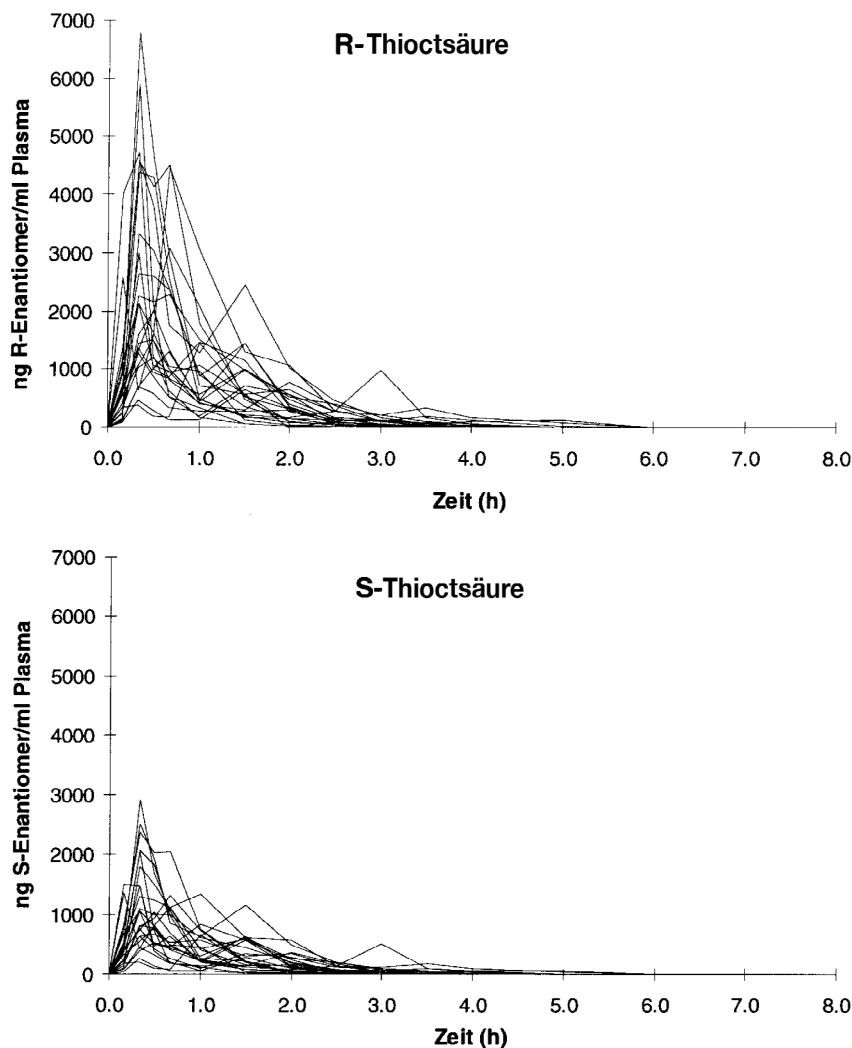 R-Thioctsäure
ng R-Enantiomer/ml Plasma
7000
6000
5000
4000
3000
2000
1000
0
0.0 1.0 2.0 3.0 4.0 5.0 6.0 7.0 8.0
Zeit (h)
S-Thioctsäure
ng S-Enantiomer/ml Plasma
7000
6000
5000
4000
3000
2000
1000
0
0.0 1.0 2.0 3.0 4.0 5.0 6.0 7.0 8.0
Zeit (h)